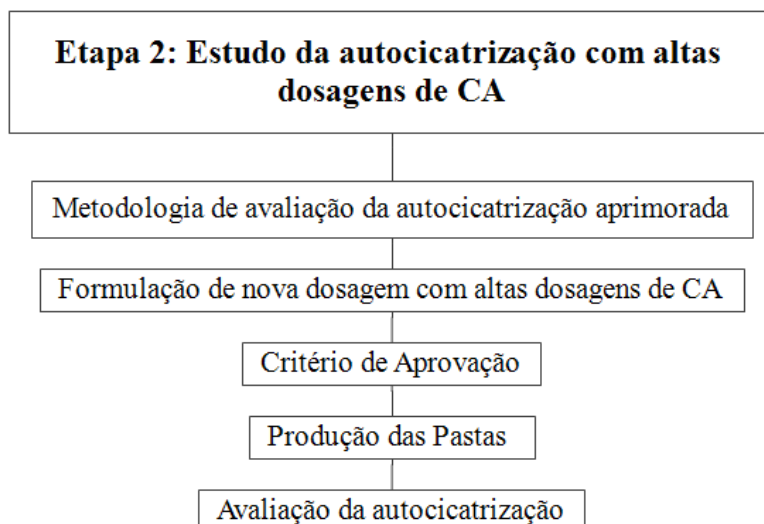 Etapa 2: Estudo da autocicatrização com altas
dosagens de CA
Metodologia de avaliação da autocicatrização aprimorada
Formulação de nova dosagem com altas dosagens de CA
Critério de Aprovação
Produção das Pastas
Avaliação da autocicatrização